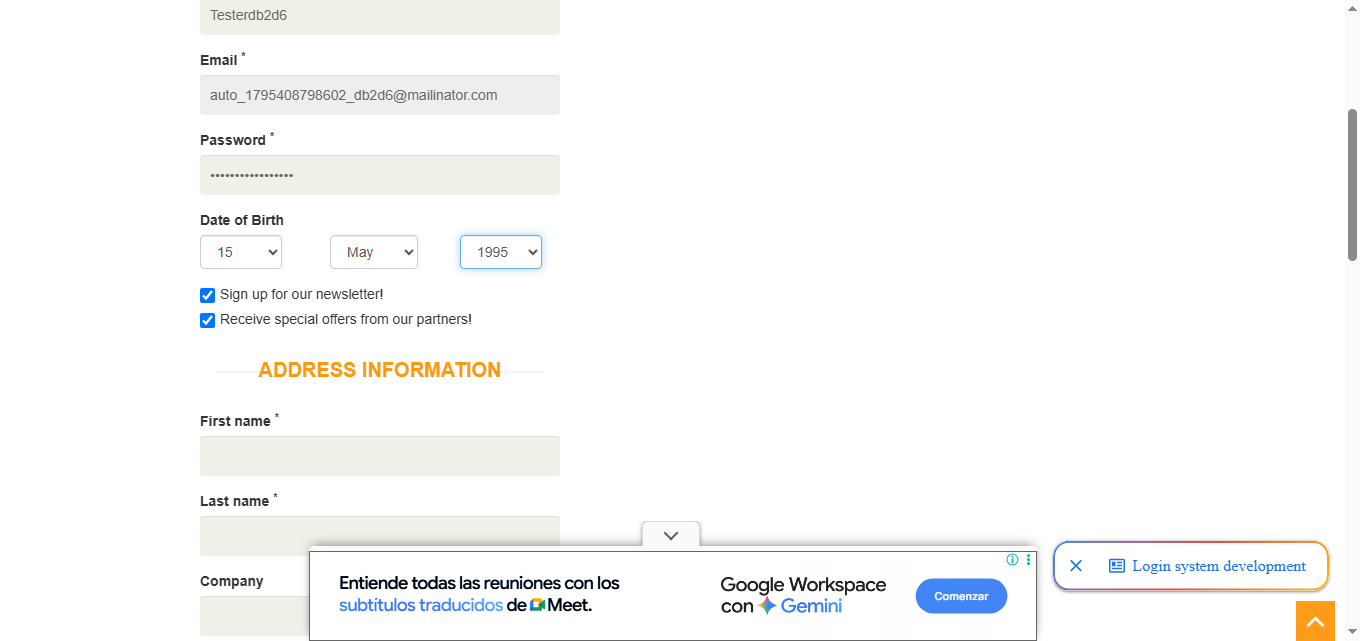 Testerdb2d6
Email *
auto_1795408798602_db2d6@mailinator.com
Password *
•••••••••••••••••
Date of Birth
15 May 1995
Sign up for our newsletter!
Receive special offers from our partners!
ADDRESS INFORMATION
First name *
Last name *
Company
Entiende todas las reuniones con los
subtítulos traducidos de Meet.
Google Workspace
con Gemini
Comenzar
Login system development